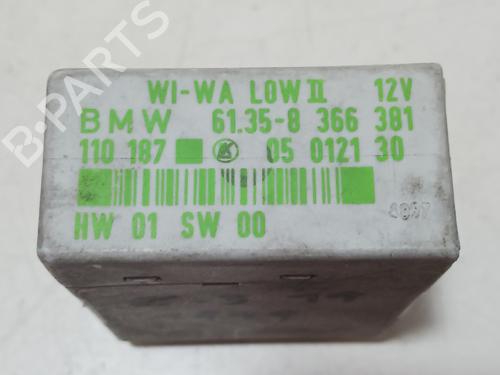 B-PARTS
WI-WA LOW II 12V
BMW 61.35-8 366 381
110 187 05 0121 30
HW 01 SW 00